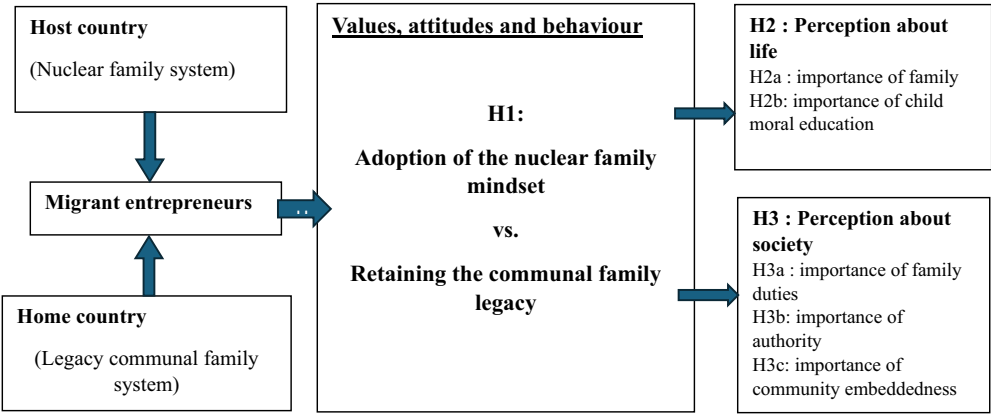 Host country
(Nuclear family system)
Migrant entrepreneurs
Home country
(Legacy communal family
system)
Values, attitudes and behaviour
H1:
Adoption of the nuclear family
mindset
vs.
Retaining the communal family
legacy
H2 : Perception about
life
H2a : importance of family
H2b: importance of child
moral education
H3 : Perception about
society
H3a : importance of family
duties
H3b: importance of
authority
H3c: importance of
community embeddedness